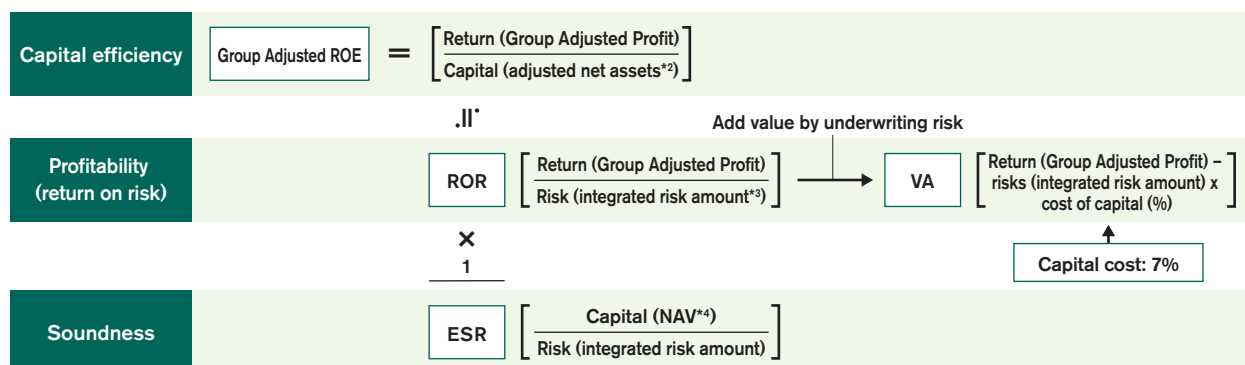 Capital efficiency
Group Adjusted ROE
=
Return (Group Adjusted Profit)
Capital (adjusted net assets*2)
Profitability
(return on risk)
ROR
Return (Group Adjusted Profit)
Risk (integrated risk amount*3)
Add value by underwriting risk
VA
Return (Group Adjusted Profit) –
risks (integrated risk amount) x
cost of capital (%)
Capital cost: 7%
×
1
Soundness
ESR
Capital (NAV*4)
Risk (integrated risk amount)